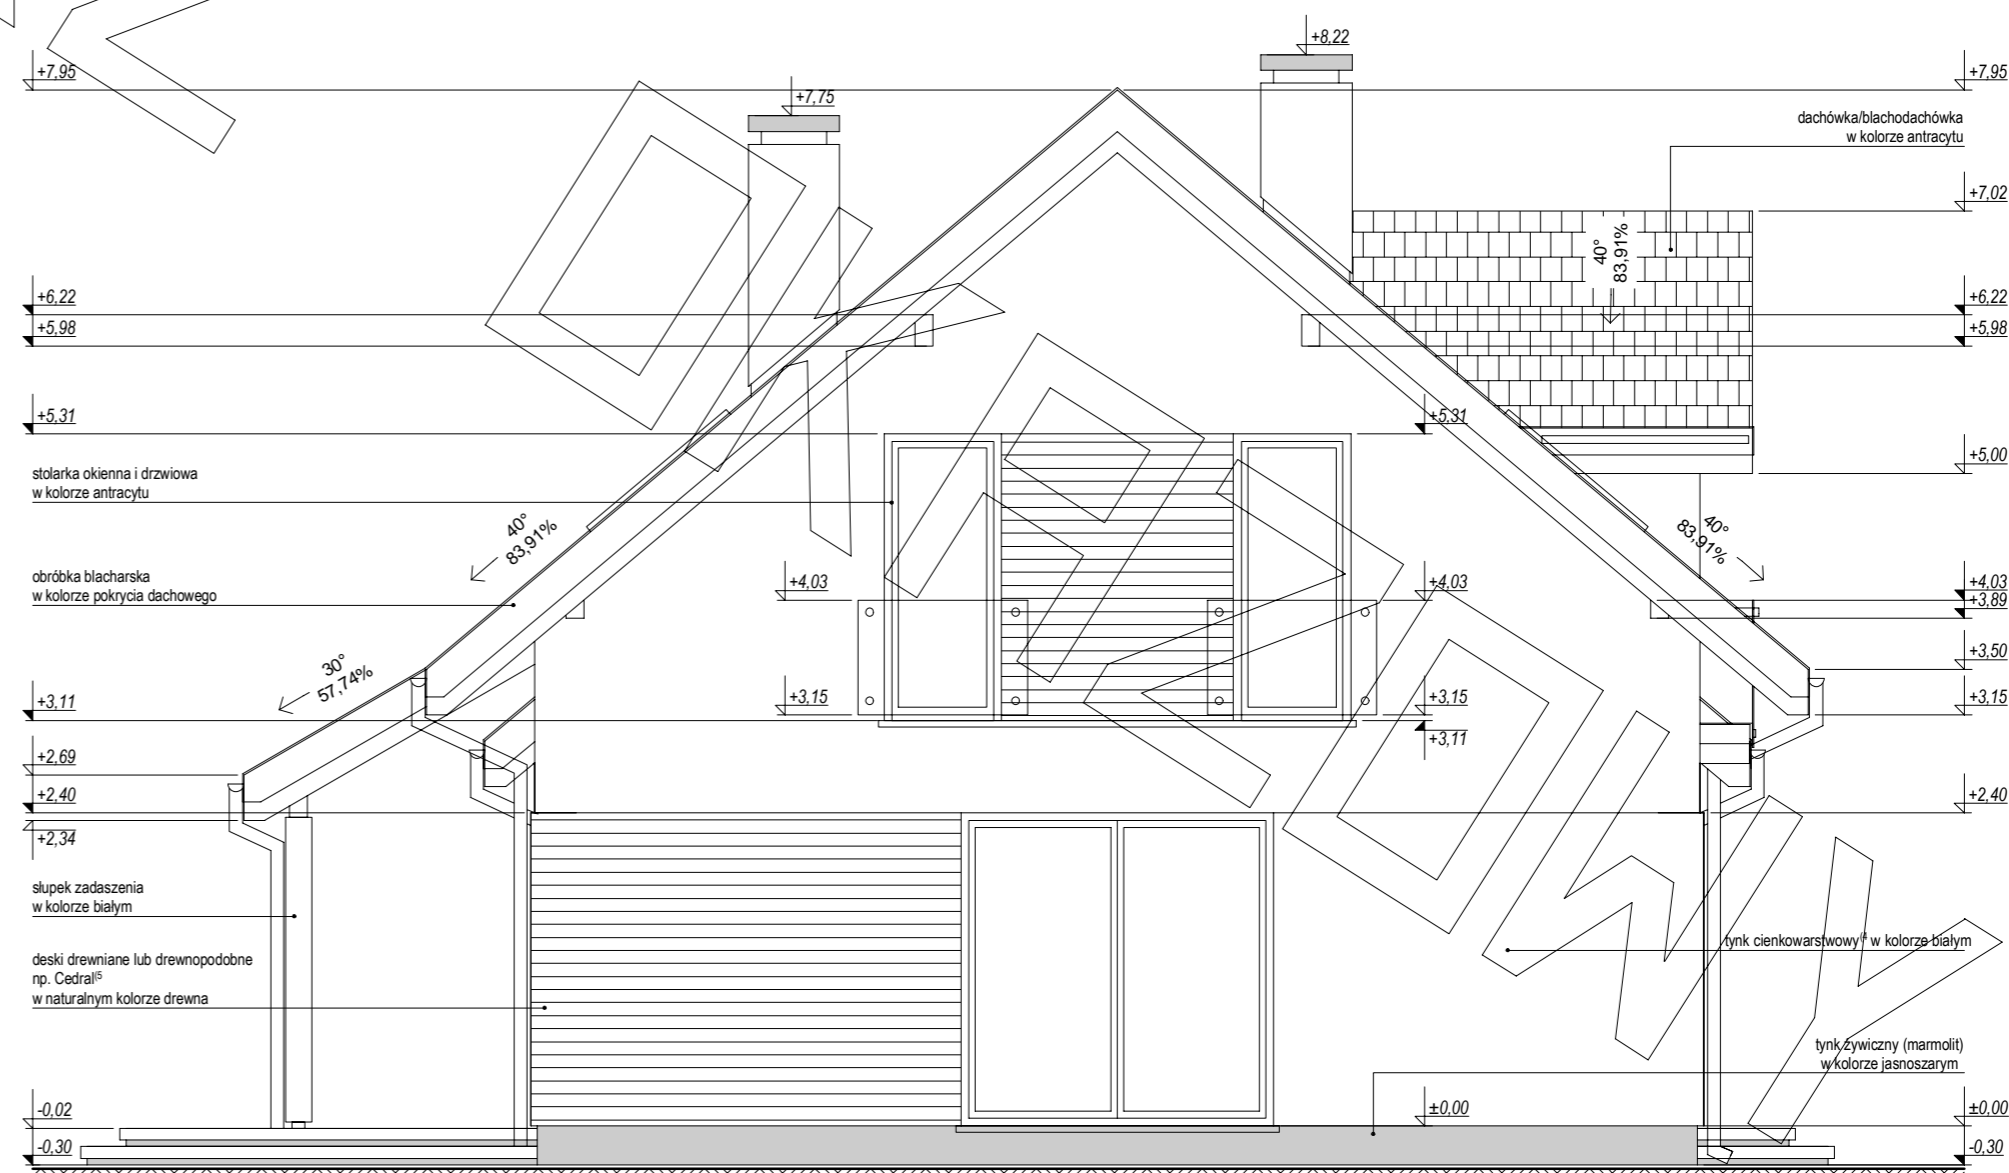 +8,22
+7,95
+7,95
+7,75
dachówka/blachodachówka
w kolorze antracytu
+7,02
40°
83,91%
+6,22
+6,22
+5,98
+5,98
+5,31
+5,31
+5,00
stolarka okienna i drzwiowa
w kolorze antracytu
40°
83,91%
40°
83,91%
obróbka blacharska
w kolorze pokrycia dachowego
+4,03
+4,03
+4,03
+3,89
30°
57,74%
+3,50
+3,11
+3,15
+3,15
+3,15
+3,11
+2,69
+2,40
+2,40
+2,34
słupek zadaszenia
w kolorze białym
tynk cienkowarstwowy⁽⁴ w kolorze białym
deski drewniane lub drewnopodobne
np. Cedral⁽⁵
w naturalnym kolorze drewna
tynk żywiczny (marmolit)
w kolorze jasnoszarym
-0,02
±0,00
±0,00
-0,30
-0,30